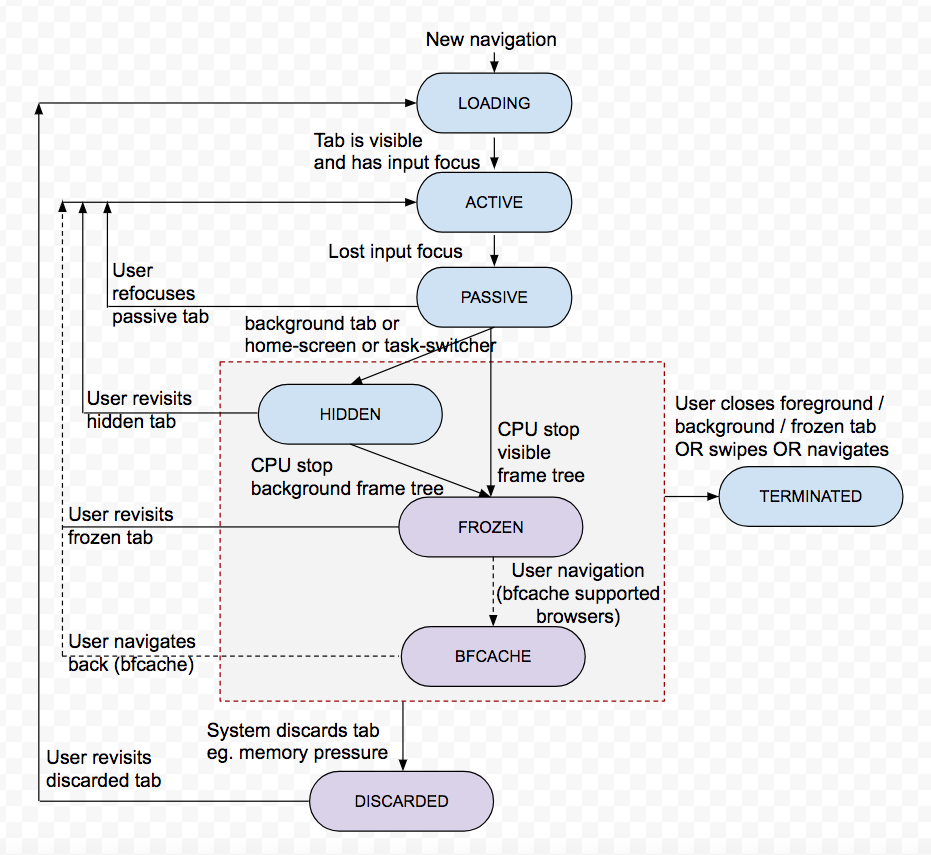 New navigation
LOADING
Tab is visible
and has input focus
ACTIVE
Lost input focus
User
refocuses
passive tab
PASSIVE
background tab or
home-screen or task-switcher
User revisits
hidden tab
HIDDEN
CPU stop
visible
frame tree
User closes foreground /
background / frozen tab
OR swipes OR navigates
CPU stop
background frame tree
TERMINATED
User revisits
frozen tab
FROZEN
User navigation
(bfcache supported
browsers)
User navigates
back (bfcache)
BFCACHE
System discards tab
eg. memory pressure
User revisits
discarded tab
DISCARDED